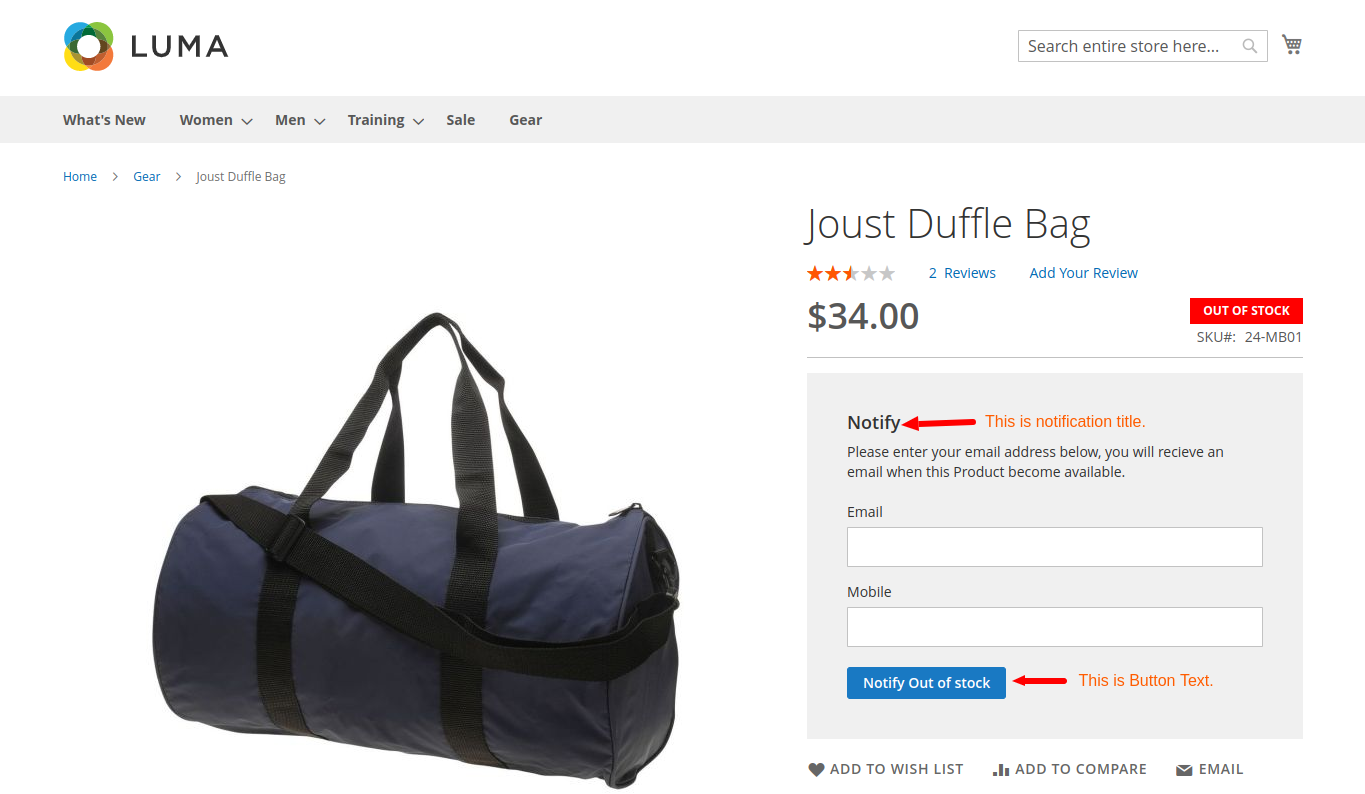 LUMA
Search entire store here...
What's New Women Men Training Sale Gear
Home > Gear > Joust Duffle Bag
Joust Duffle Bag
2 Reviews Add Your Review
$34.00
OUT OF STOCK
SKU#: 24-MB01
Notify
This is notification title.
Please enter your email address below, you will recieve an
email when this Product become available.
Email
Mobile
Notify Out of stock
This is Button Text.
ADD TO WISH LIST ADD TO COMPARE EMAIL